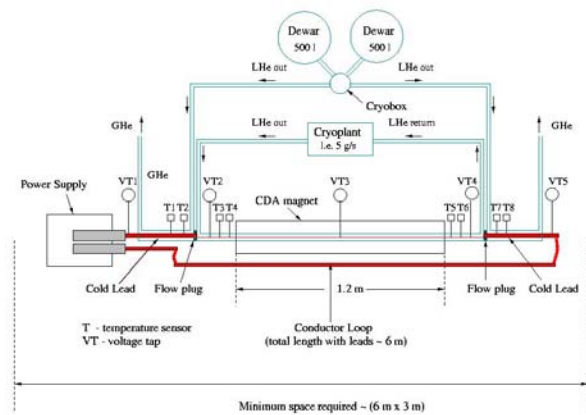 Dewar
500 l
Dewar
500 l
LHe out
LHe out
Cryobox
GHe
LHe out
Cryoplant
i.e. 5 g/s
LHe return
GHe
GHe
VT1
T1 T2
VT2
T3 T4
VT3
VT4
T5 T6
T7 T8
VT5
Power Supply
CDA magnet
Cold Lead
Flow plug
1.2 m
Flow plug
Cold Lead
T - temperature sensor
VT - voltage tap
Conductor Loop
(total length with leads ~ 6 m)
Minimum space required ~ (6 m x 3 m)